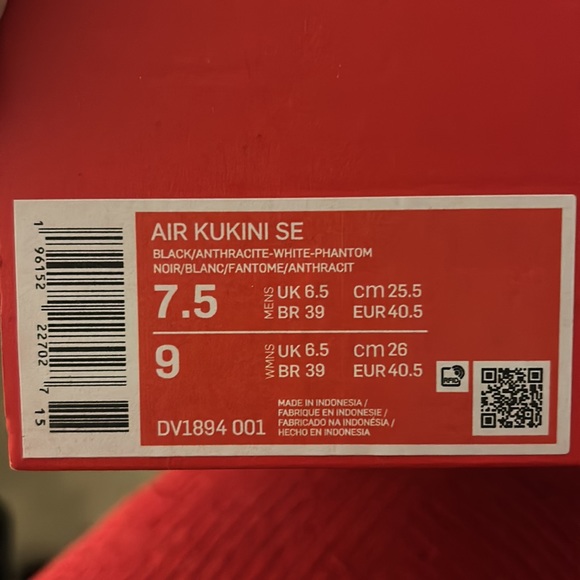 AIR KUKINI SE
BLACK/ANTHRACITE-WHITE-PHANTOM
NOIR/BLANC/FANTOME/ANTHRACIT
7.5 MENS UK 6.5 cm 25.5
BR 39 EUR 40.5
9 WMNS UK 6.5 cm 26
BR 39 EUR 40.5
DV1894 001
MADE IN INDONESIA /
FABRIQUE EN INDONESIE /
FABRICADO NA INDONÉSIA /
HECHO EN INDONESIA
RFID
1 96152 22702 7 15